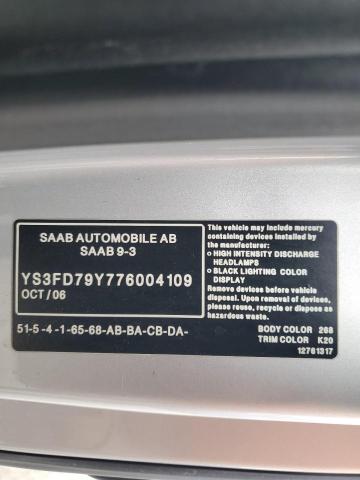 SAAB AUTOMOBILE AB
SAAB 9-3
YS3FD79Y776004109
OCT / 06
51-5 -4 -1-65-68-AB-BA-CB-DA-
This vehicle may include mercury
containing devices installed by
the manufacturer:
○ HIGH INTENSITY DISCHARGE
HEADLAMPS
○ BLACK LIGHTING COLOR
DISPLAY
Remove devices before vehicle
disposal. Upon removal of devices
please reuse, recycle or dispose as
hazardous waste.
BODY COLOR 268
TRIM COLOR K20
12781317